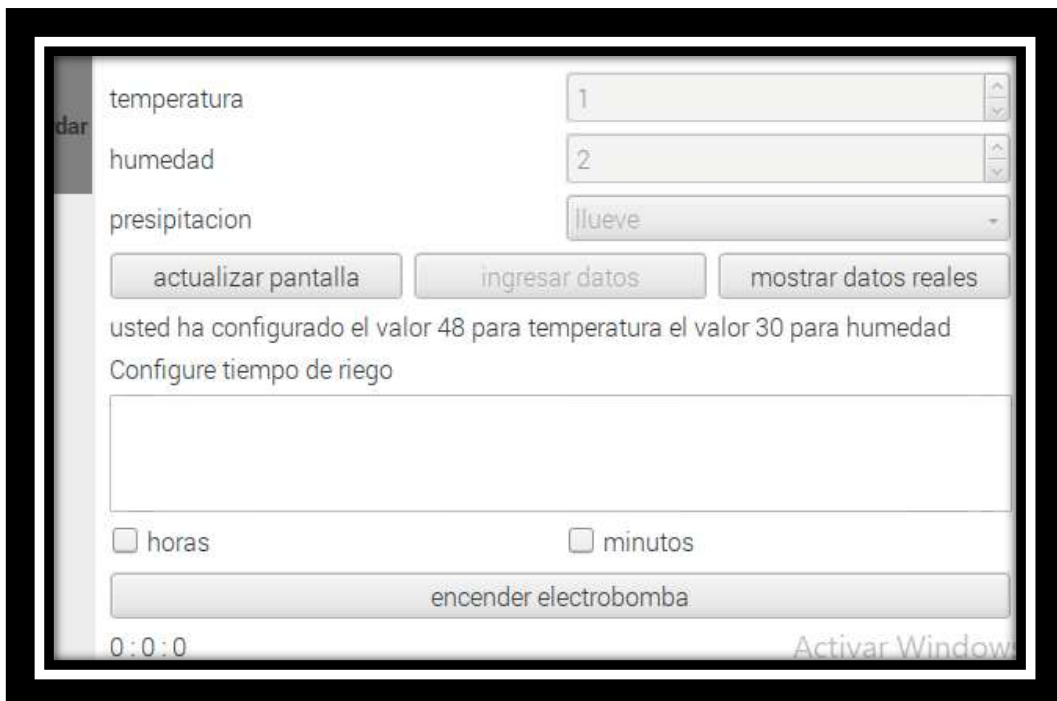 dar
temperatura 1
humedad 2
presipitacion llueve
actualizar pantalla ingresar datos mostrar datos reales
usted ha configurado el valor 48 para temperatura el valor 30 para humedad
Configure tiempo de riego
horas minutos
encender electrobomba
0 : 0 : 0 Activar Windows